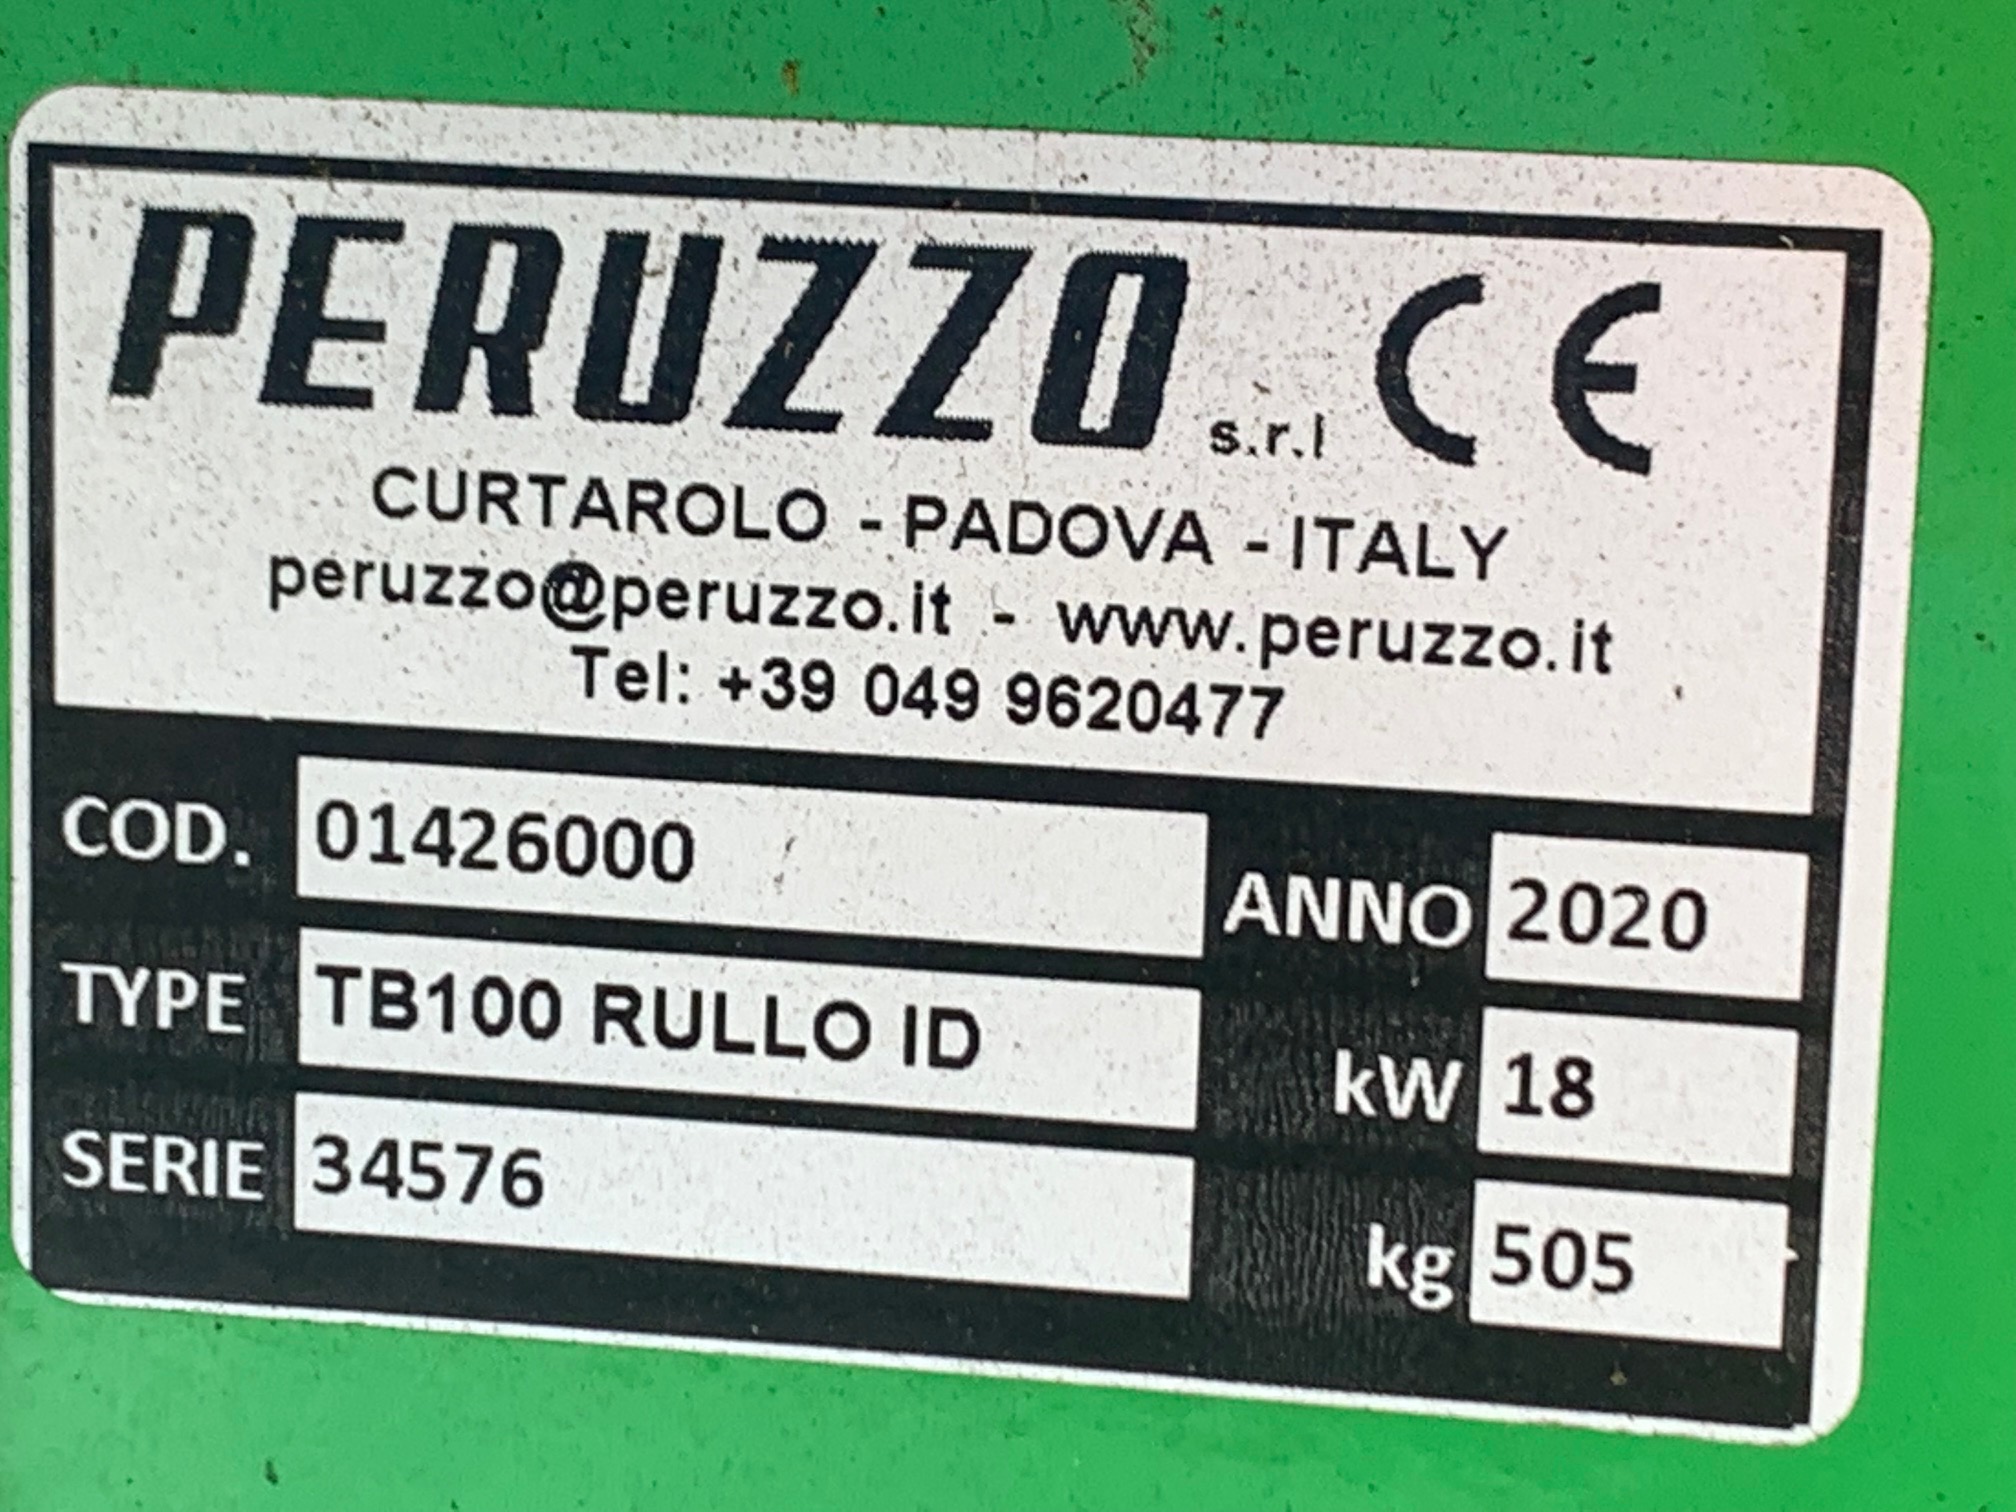 PERUZZO s.r.l CE
CURTAROLO - PADOVA - ITALY
peruzzo@peruzzo.it - www.peruzzo.it
Tel: +39 049 9620477
COD. 01426000
ANNO 2020
TYPE TB100 RULLO ID
kW 18
SERIE 34576
kg 505